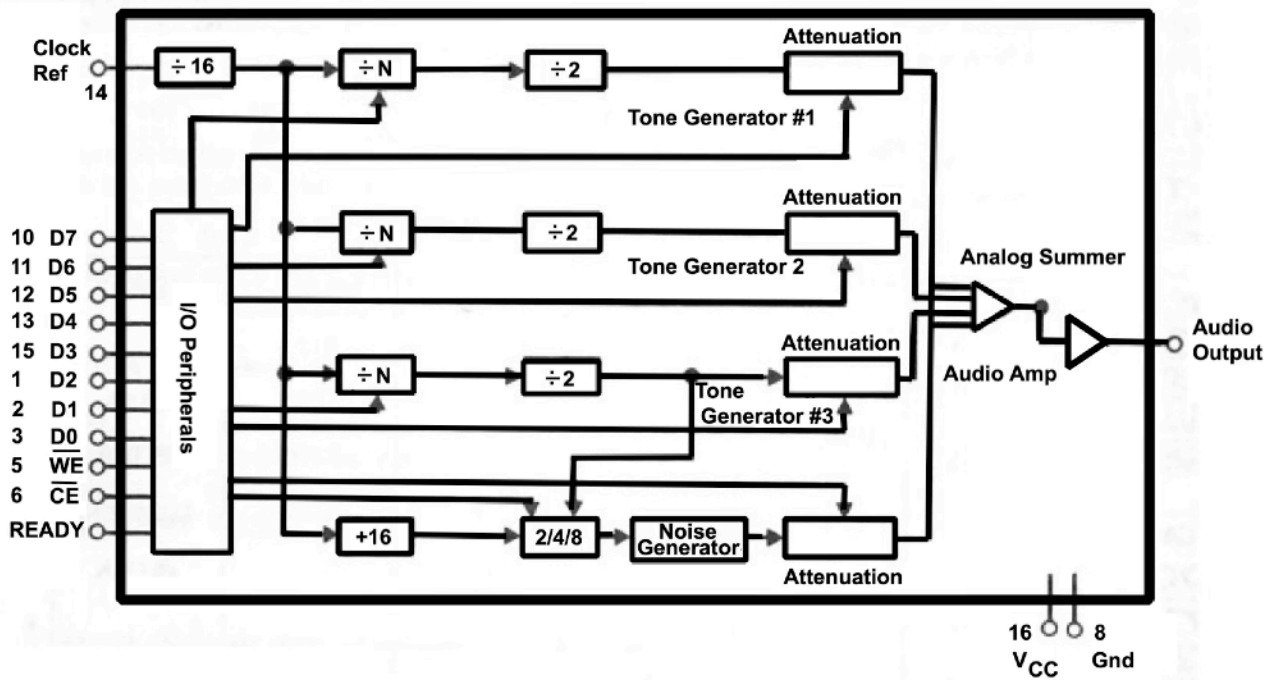 Clock
Ref
14
÷ 16
÷ N
÷ 2
Attenuation
Tone Generator #1
10 D7
11 D6
12 D5
13 D4
15 D3
1 D2
2 D1
3 D0
5 WE
6 CE
READY
I/O Peripherals
÷ N
÷ 2
Attenuation
Tone Generator 2
÷ N
÷ 2
Attenuation
Tone
Generator #3
+16
2/4/8
Noise
Generator
Attenuation
Analog Summer
Audio Amp
Audio
Output
16
VCC
8
Gnd